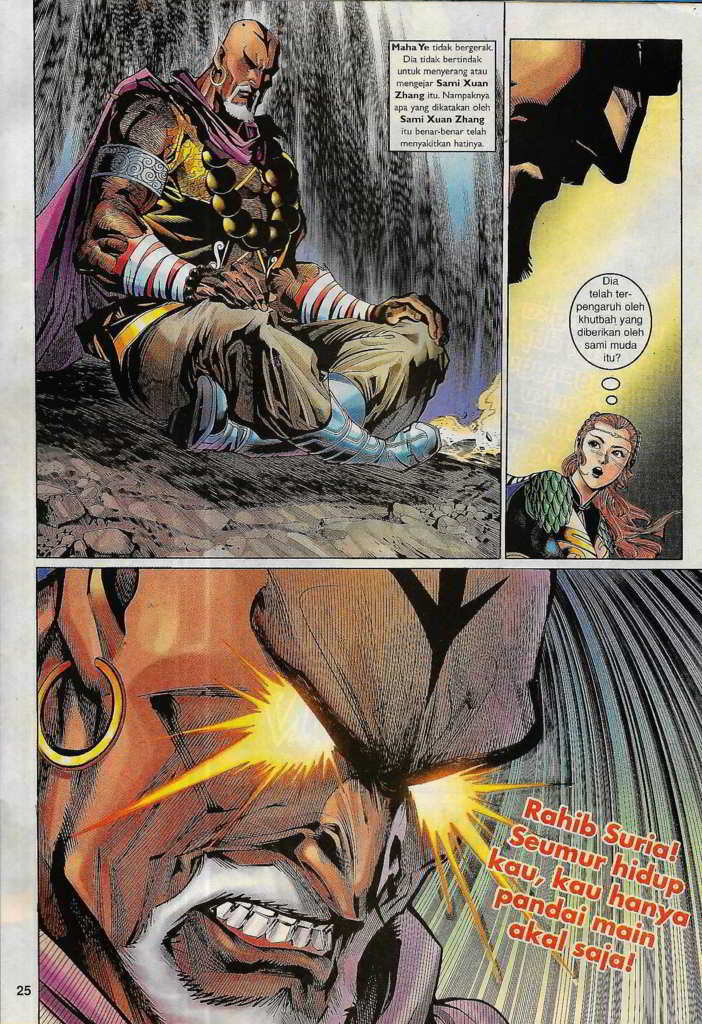 Maha Ye tidak bergerak.
Dia tidak bertindak
untuk menyerang atau
mengejar Sami Xuan
Zhang itu. Nampaknya
apa yang dikatakan oleh
Sami Xuan Zhang
itu benar-benar telah
menyakitkan hatinya.
Dia
telah ter-
pengaruh oleh
khutbah yang
diberikan oleh
sami muda
itu?
Rahib Suria!
Seumur hidup
kau, kau hanya
pandai main
akal saja!
25